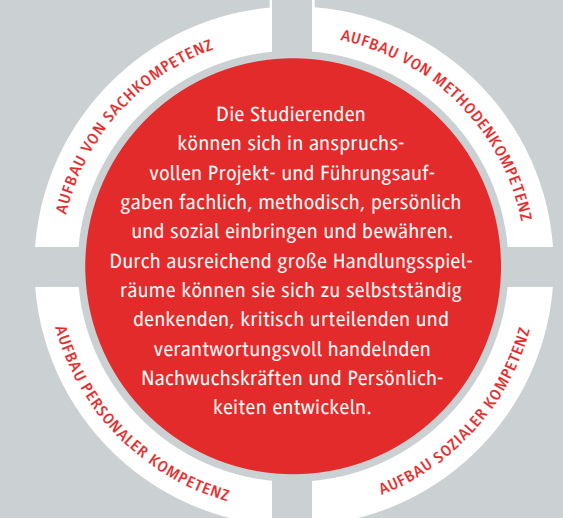 AUFBAU VON SACHKOMPETENZ
AUFBAU VON METHODENKOMPETENZ
Die Studierenden
können sich in anspruchs-
vollen Projekt- und Führungsauf-
gaben fachlich, methodisch, persönlich
und sozial einbringen und bewähren.
Durch ausreichend große Handlungsspiel-
räume können sie sich zu selbstständig
denkenden, kritisch urteilenden und
verantwortungsvoll handelnden
Nachwuchskräften und Persönlich-
keiten entwickeln.
AUFBAU PERSONALER KOMPETENZ
AUFBAU SOZIALER KOMPETENZ